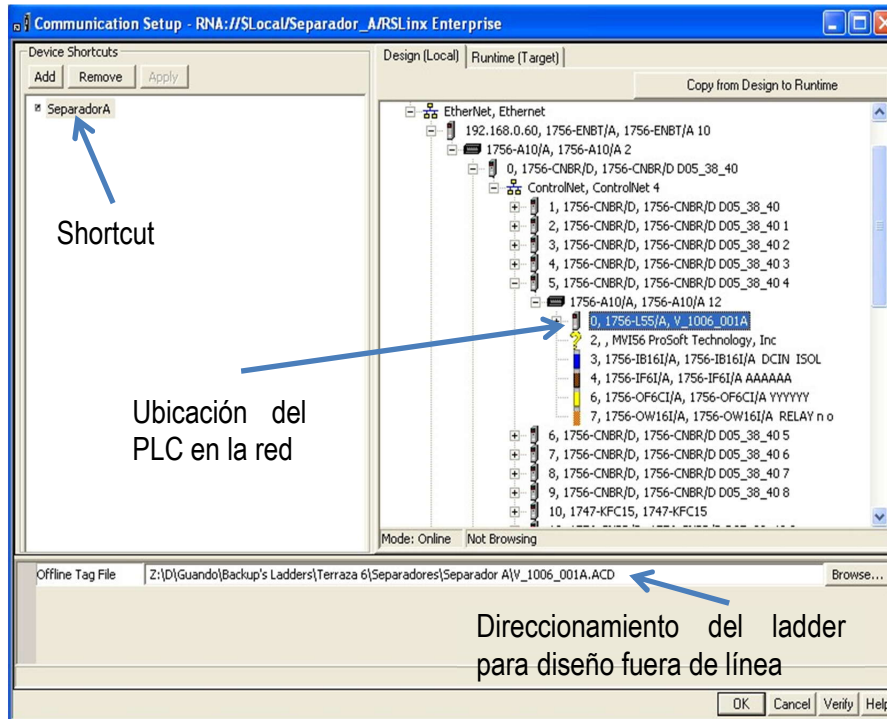 Communication Setup - RNA://$Local/Separador_A/RSLinx Enterprise
Device Shortcuts
Add Remove Apply
SeparadorA
Shortcut
Ubicación del
PLC en la red
Design (Local) Runtime (Target)
Copy from Design to Runtime
EtherNet, Ethernet
192.168.0.60, 1756-ENBT/A, 1756-ENBT/A 10
1756-A10/A, 1756-A10/A 2
0, 1756-CNBR/D, 1756-CNBR/D D05_38_40
ControlNet, ControlNet 4
1, 1756-CNBR/D, 1756-CNBR/D D05_38_40
2, 1756-CNBR/D, 1756-CNBR/D D05_38_40 1
3, 1756-CNBR/D, 1756-CNBR/D D05_38_40 2
4, 1756-CNBR/D, 1756-CNBR/D D05_38_40 3
5, 1756-CNBR/D, 1756-CNBR/D D05_38_40 4
1756-A10/A, 1756-A10/A 12
0, 1756-L55/A, V_1006_001A
2, , MVI56 ProSoft Technology, Inc
3, 1756-IB16I/A, 1756-IB16I/A DCIN ISOL
4, 1756-IF6I/A, 1756-IF6I/A AAAAAA
6, 1756-OF6CI/A, 1756-OF6CI/A YYYYYY
7, 1756-OW16I/A, 1756-OW16I/A RELAY n o
6, 1756-CNBR/D, 1756-CNBR/D D05_38_40 5
7, 1756-CNBR/D, 1756-CNBR/D D05_38_40 6
8, 1756-CNBR/D, 1756-CNBR/D D05_38_40 7
9, 1756-CNBR/D, 1756-CNBR/D D05_38_40 8
10, 1747-KFC15, 1747-KFC15
Mode: Online Not Browsing
Offline Tag File Z:\D\Guando\Backup's Ladders\Terraza 6\Separadores\Separador A\V_1006_001A.ACD Browse...
Direccionamiento del ladder
para diseño fuera de línea
OK Cancel Verify Help